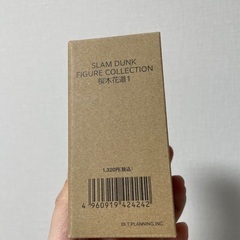 SLAM DUNK
FIGURE COLLECTION
桜木花道1
1,320円(税込)
4 960919 424242
PLANNING, INC.